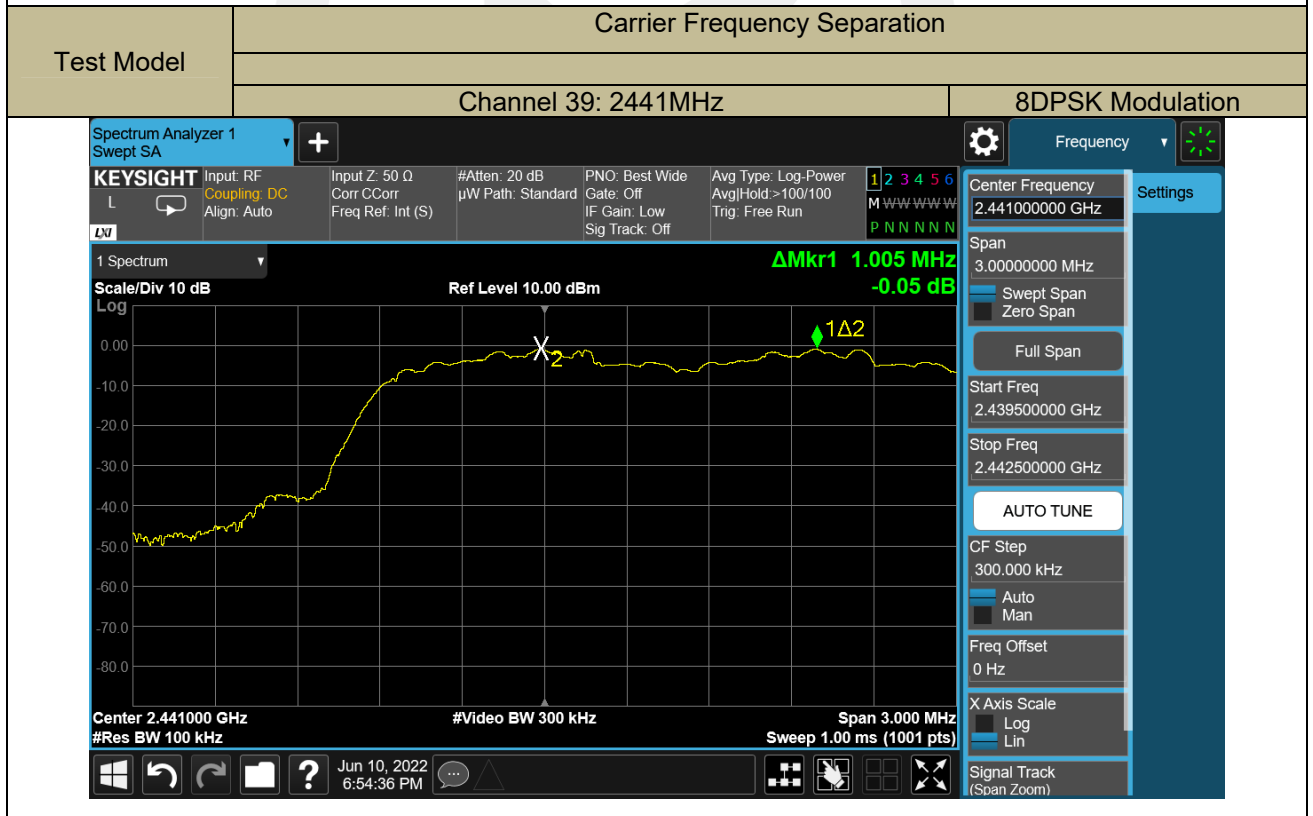 Carrier Frequency Separation
Test Model
Channel 39: 2441MHz
8DPSK Modulation
Spectrum Analyzer 1
Swept SA
+
Frequency
KEYSIGHT
L
LXI
Input: RF
Coupling: DC
Align: Auto
Input Z: 50 Ω
Corr CCorr
Freq Ref: Int (S)
#Atten: 20 dB
µW Path: Standard
PNO: Best Wide
Gate: Off
IF Gain: Low
Sig Track: Off
Avg Type: Log-Power
Avg|Hold:>100/100
Trig: Free Run
1 2 3 4 5 6
M W W W W W
P N N N N N
1 Spectrum
ΔMkr1 1.005 MHz
Scale/Div 10 dB
Ref Level 10.00 dBm
-0.05 dB
Log
1Δ2
2
0.00
-10.0
-20.0
-30.0
-40.0
-50.0
-60.0
-70.0
-80.0
Center 2.441000 GHz
#Video BW 300 kHz
Span 3.000 MHz
#Res BW 100 kHz
Sweep 1.00 ms (1001 pts)
?
Jun 10, 2022
6:54:36 PM
Center Frequency
2.441000000 GHz
Settings
Span
3.00000000 MHz
Swept Span
Zero Span
Full Span
Start Freq
2.439500000 GHz
Stop Freq
2.442500000 GHz
AUTO TUNE
CF Step
300.000 kHz
Auto
Man
Freq Offset
0 Hz
X Axis Scale
Log
Lin
Signal Track
(Span Zoom)